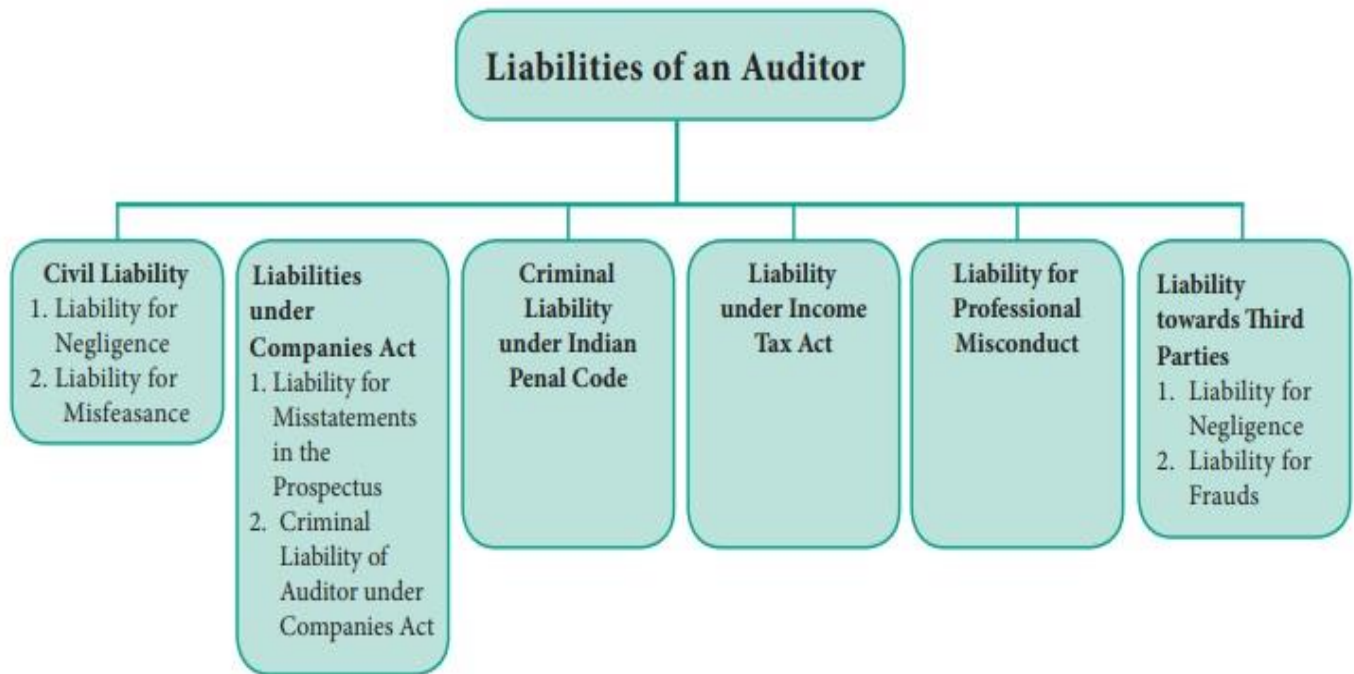 Liabilities of an Auditor
Civil Liability
1. Liability for
Negligence
2. Liability for
Misfeasance
Liabilities
under
Companies Act
1. Liability for
Misstatements
in the
Prospectus
2. Criminal
Liability of
Auditor under
Companies Act
Criminal
Liability
under Indian
Penal Code
Liability
under Income
Tax Act
Liability for
Professional
Misconduct
Liability
towards Third
Parties
1. Liability for
Negligence
2. Liability for
Frauds